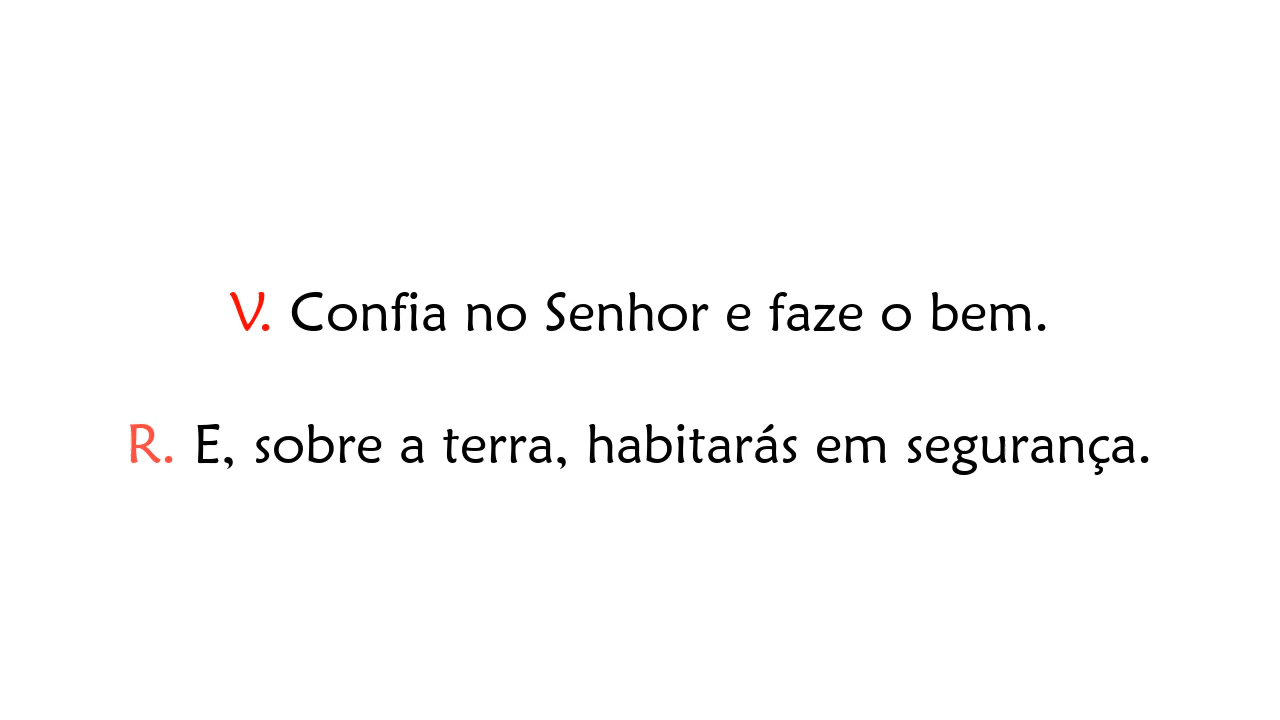 V. Confia no Senhor e faze o bem.
R. E, sobre a terra, habitarás em segurança.